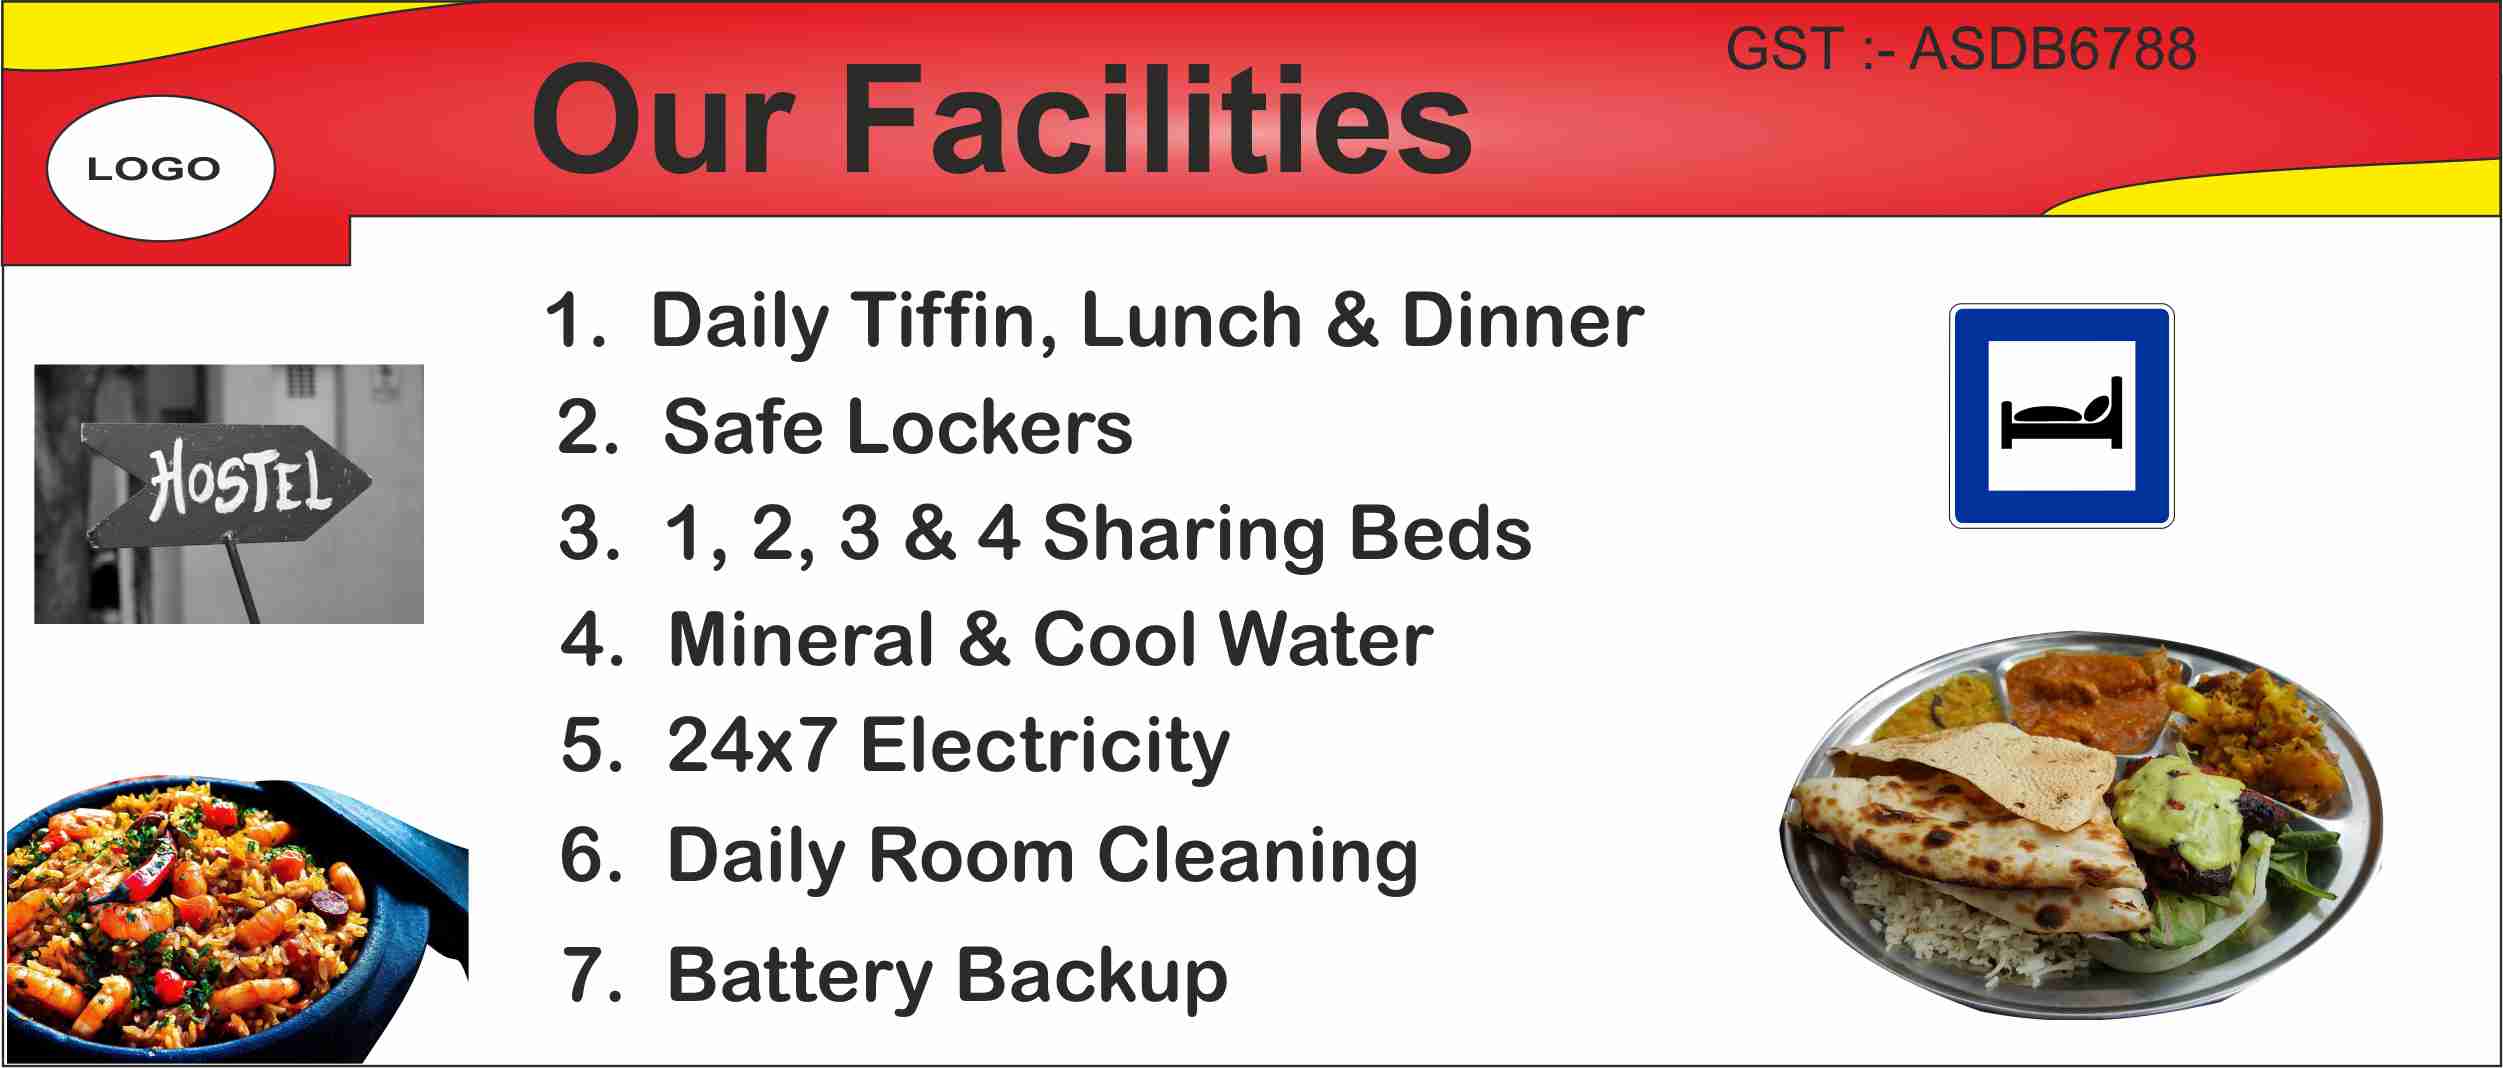 GST :- ASDB6788
Our Facilities
LOGO
1. Daily Tiffin, Lunch & Dinner
2. Safe Lockers
3. 1, 2, 3 & 4 Sharing Beds
4. Mineral & Cool Water
5. 24x7 Electricity
6. Daily Room Cleaning
7. Battery Backup
HOSTEL